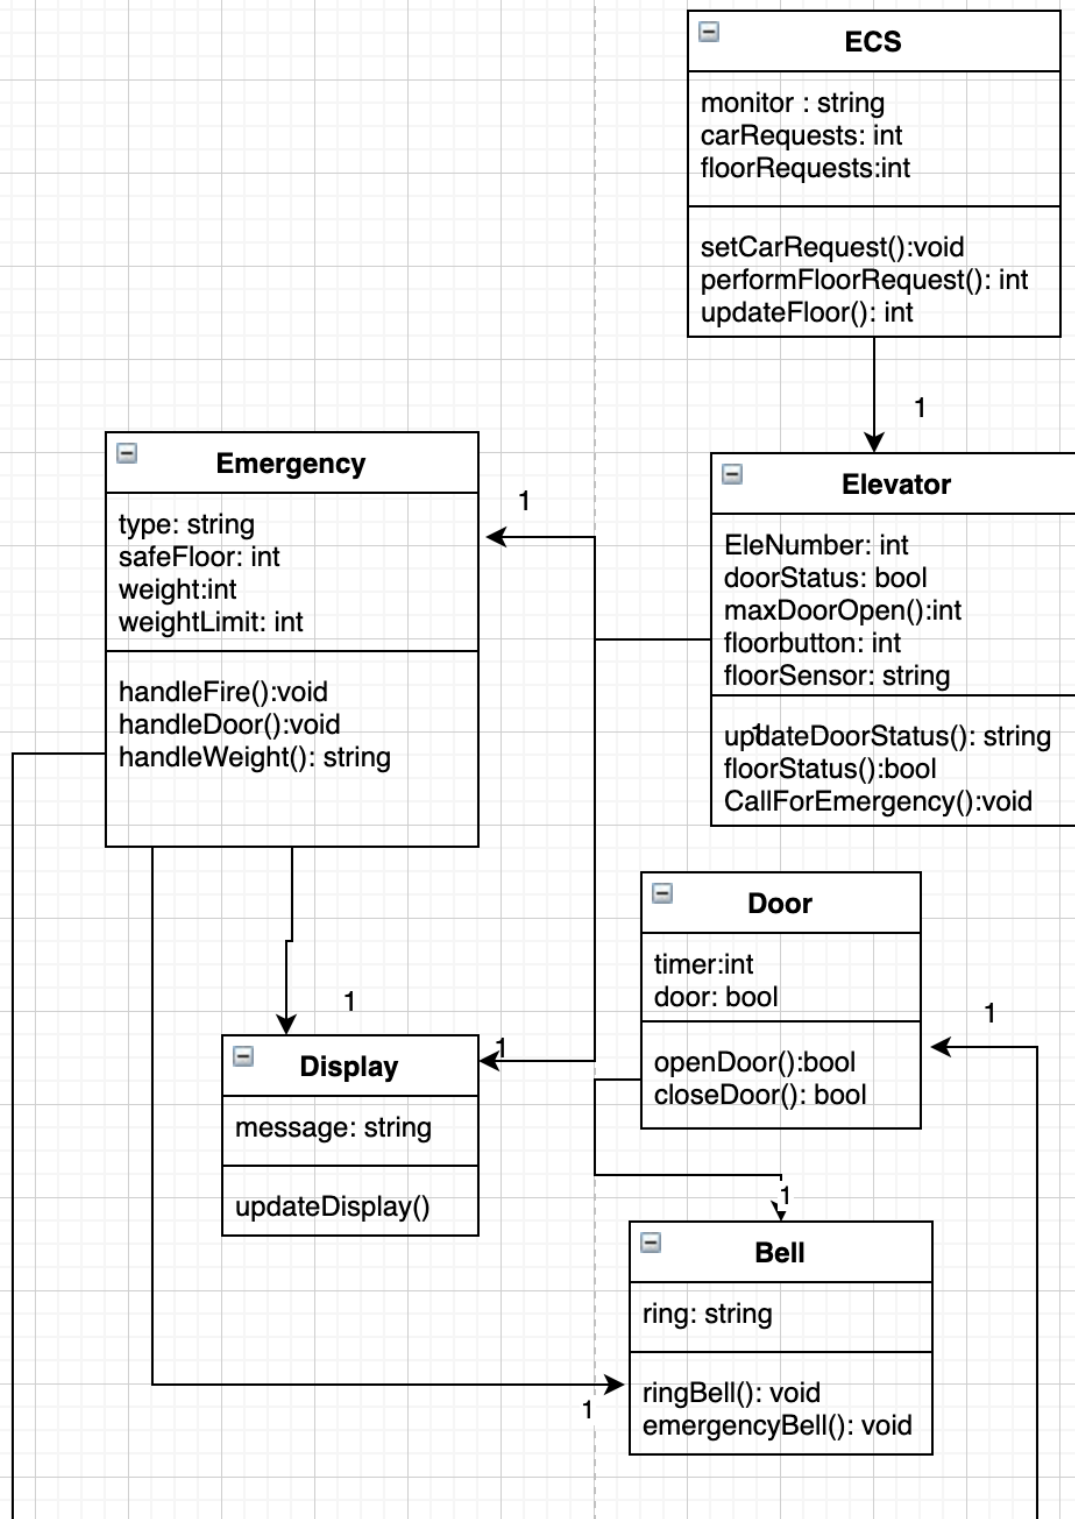 ECS
monitor : string
carRequests: int
floorRequests:int
setCarRequest():void
performFloorRequest(): int
updateFloor(): int
1
Emergency
type: string
safeFloor: int
weight:int
weightLimit: int
handleFire():void
handleDoor():void
handleWeight(): string
1
Elevator
EleNumber: int
doorStatus: bool
maxDoorOpen():int
floorbutton: int
floorSensor: string
updateDoorStatus(): string
1
floorStatus():bool
CallForEmergency():void
Door
timer:int
door: bool
openDoor():bool
closeDoor(): bool
1
1
1
Display
message: string
updateDisplay()
1
Bell
ring: string
ringBell(): void
emergencyBell(): void
1